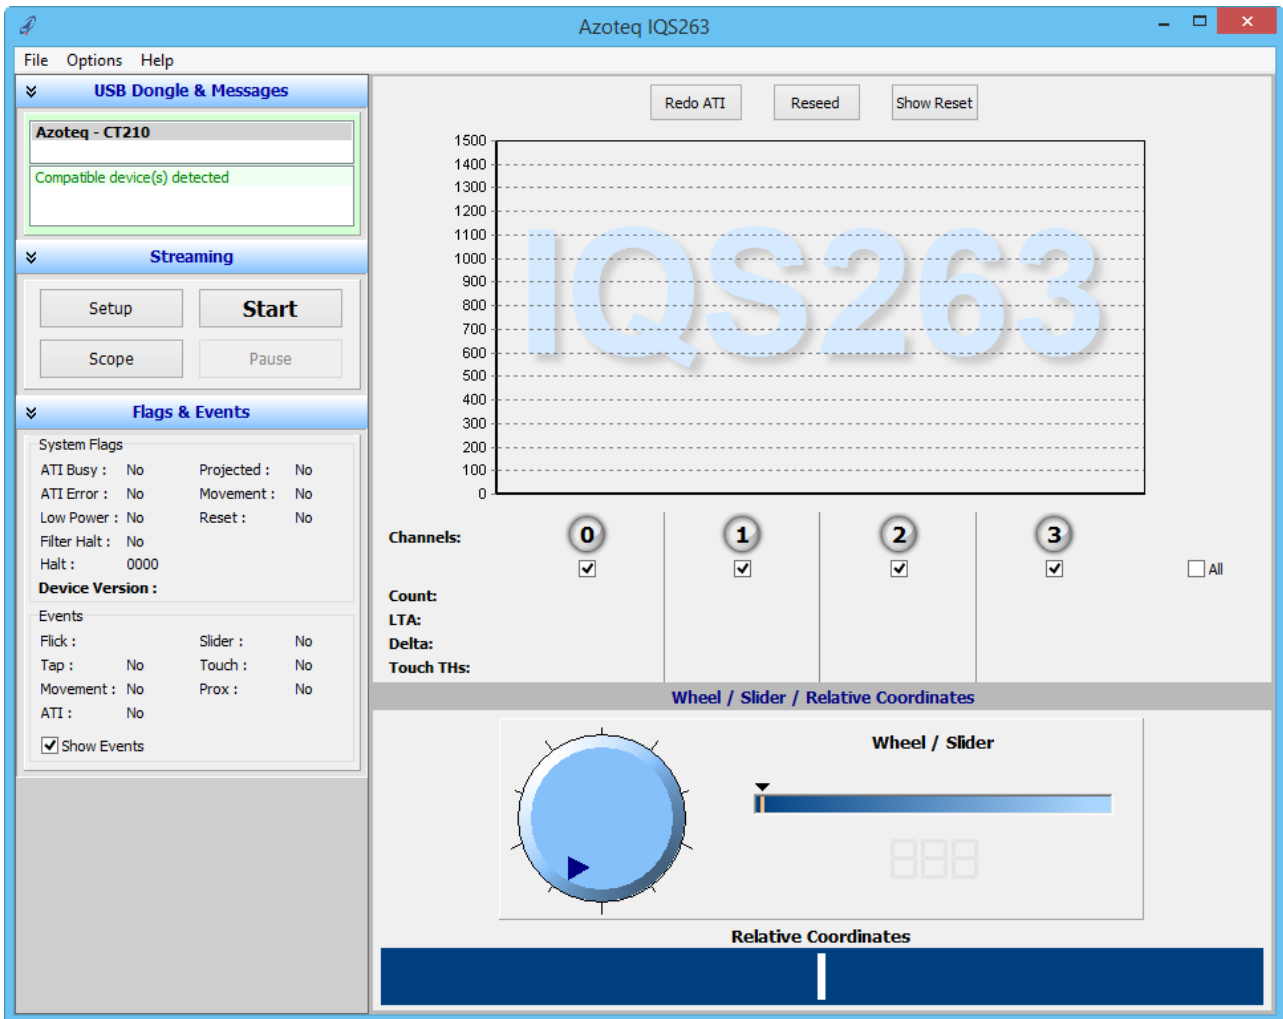 Azoteq IQS263
File Options Help
USB Dongle & Messages
Azoteq - CT210
Compatible device(s) detected
Streaming
Setup Start
Scope Pause
Flags & Events
System Flags
ATI Busy : No Projected : No
ATI Error : No Movement : No
Low Power : No Reset : No
Filter Halt : No
Halt : 0000
Device Version :
Events
Flick : Slider : No
Tap : No Touch : No
Movement : No Prox : No
ATI : No
Show Events
Redo ATI Reseed Show Reset
1500
1400
1300
1200
1100
1000
900
800
700
600
500
400
300
200
100
0
IQS263
Channels: 0 1 2 3
All
Count:
LTA:
Delta:
Touch THs:
Wheel / Slider / Relative Coordinates
Wheel / Slider
888
Relative Coordinates